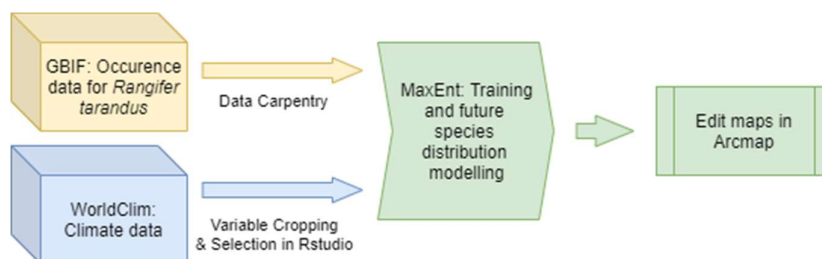 GBIF: Occurence
data for Rangifer
tarandus
Data Carpentry
WorldClim:
Climate data
Variable Cropping
& Selection in Rstudio
MaxEnt: Training
and future
species
distribution
modelling
Edit maps in
Arcmap